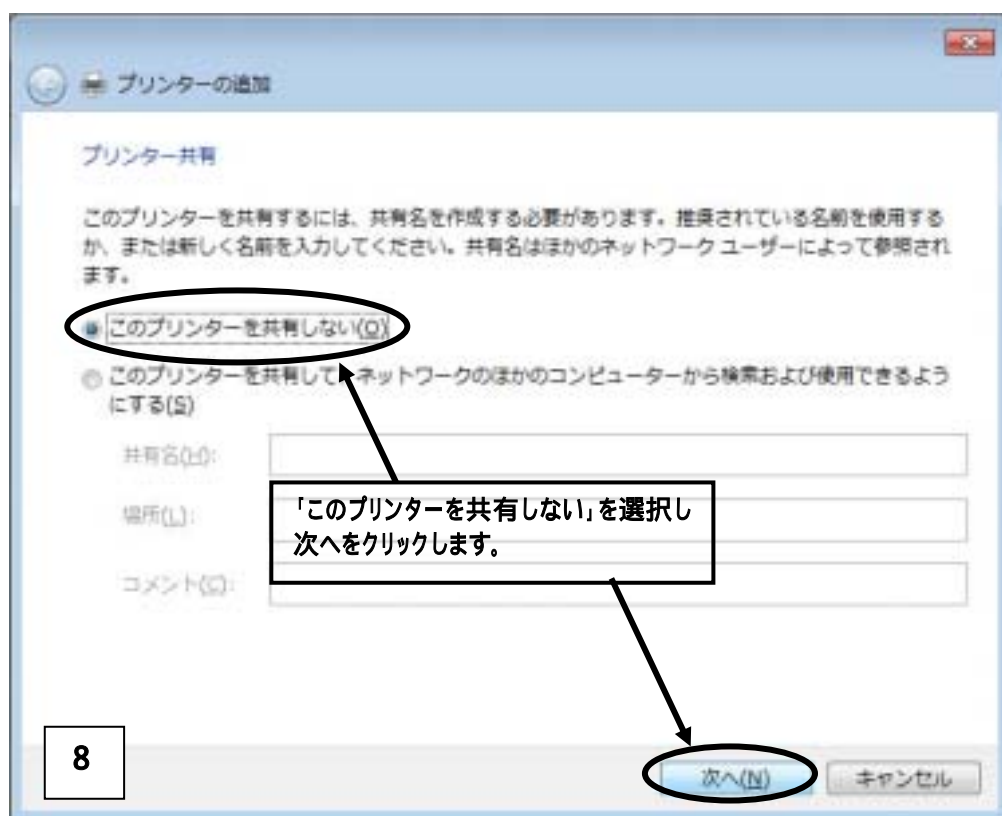 プリンターの追加
プリンター共有
このプリンターを共有するには、共有名を作成する必要があります。推奨されている名前を使用する
か、または新しく名前を入力してください。共有名はほかのネットワーク ユーザーによって参照され
ます。
このプリンターを共有しない(O)
このプリンターを共有して、ネットワークのほかのコンピューターから検索および使用できるよう
にする(S)
共有名(H):
場所(L):
「このプリンターを共有しない」を選択し
次へをクリックします。
コメント(C):
8
次へ(N)
キャンセル